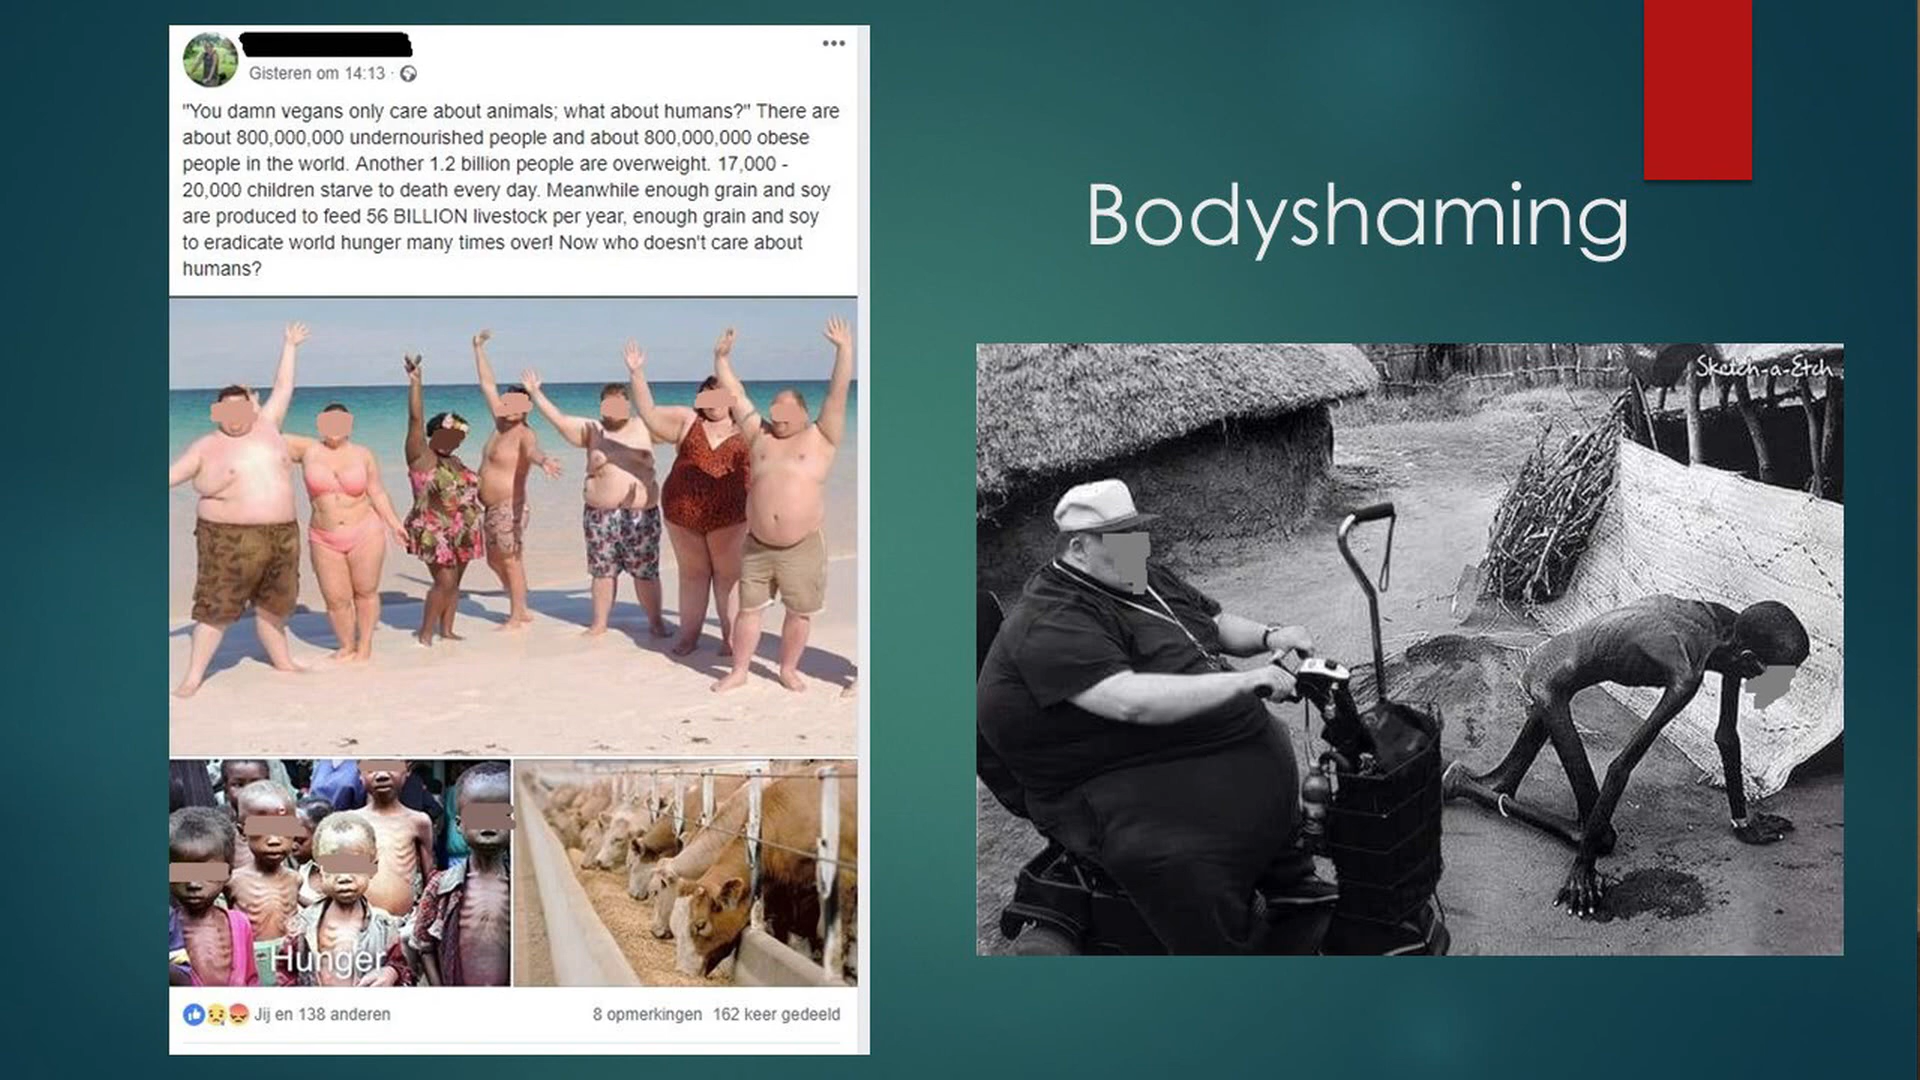 Gisteren om 14:13
"You damn vegans only care about animals; what about humans?" There are
about 800,000,000 undernourished people and about 800,000,000 obese
people in the world. Another 1.2 billion people are overweight. 17,000 -
20,000 children starve to death every day. Meanwhile enough grain and soy
are produced to feed 56 BILLION livestock per year, enough grain and soy
to eradicate world hunger many times over! Now who doesn't care about
humans?
Hunger
Jij en 138 anderen
8 opmerkingen 162 keer gedeeld
Bodyshaming
Sketch-a-Etch